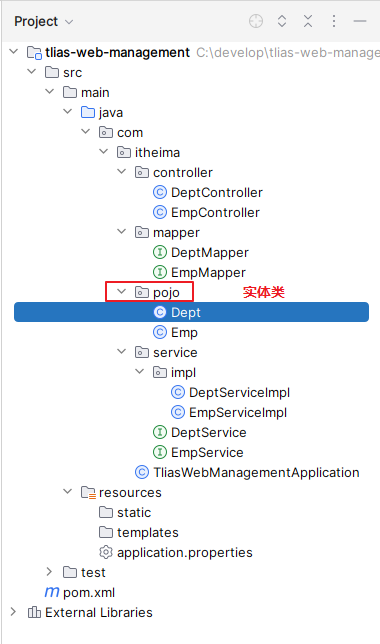 Project
tlias-web-management C:\develop\tlias-web-manage
src
main
java
com
itheima
controller
C DeptController
C EmpController
mapper
I DeptMapper
I EmpMapper
pojo 实体类
C Dept
C Emp
service
impl
C DeptServiceImpl
C EmpServiceImpl
I DeptService
I EmpService
C TliasWebManagementApplication
resources
static
templates
application.properties
test
m pom.xml
External Libraries